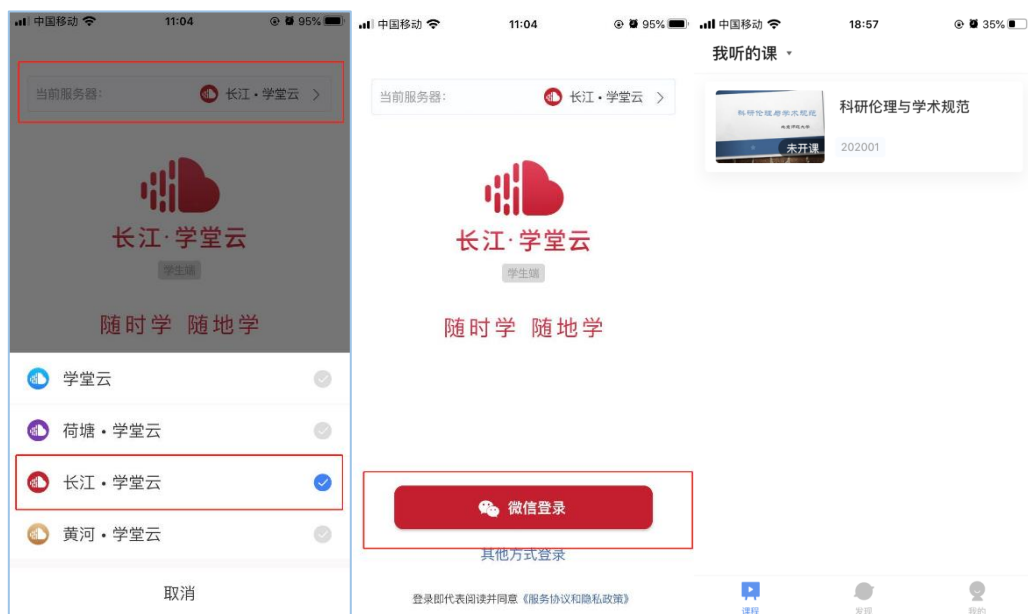 中国移动 11:04 95%
当前服务器: 长江·学堂云
长江·学堂云
学生端
随时学 随地学
学堂云
荷塘·学堂云
长江·学堂云
黄河·学堂云
取消
中国移动 11:04 95%
当前服务器: 长江·学堂云
长江·学堂云
学生端
随时学 随地学
微信登录
其他方式登录
登录即代表阅读并同意《服务协议和隐私政策》
中国移动 18:57 35%
我听的课
科研伦理与学术规范
未开课
科研伦理与学术规范
202001
课程 发现 我的